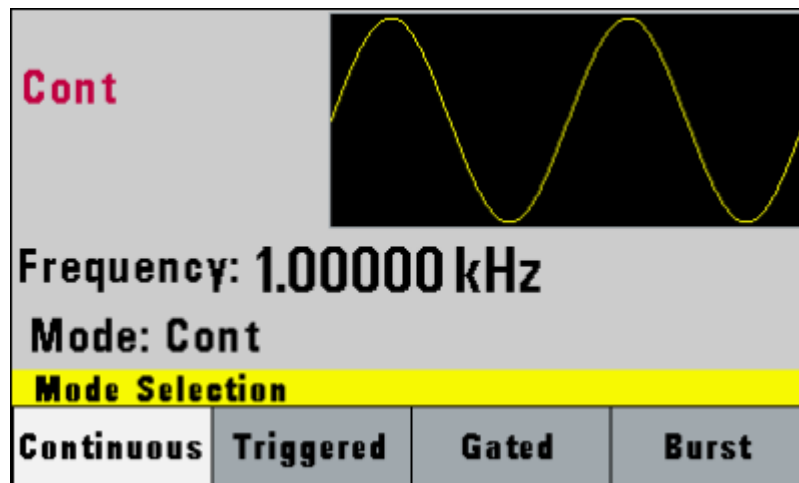 Cont
Frequency: 1.00000 kHz
Mode: Cont
Mode Selection
Continuous Triggered Gated Burst